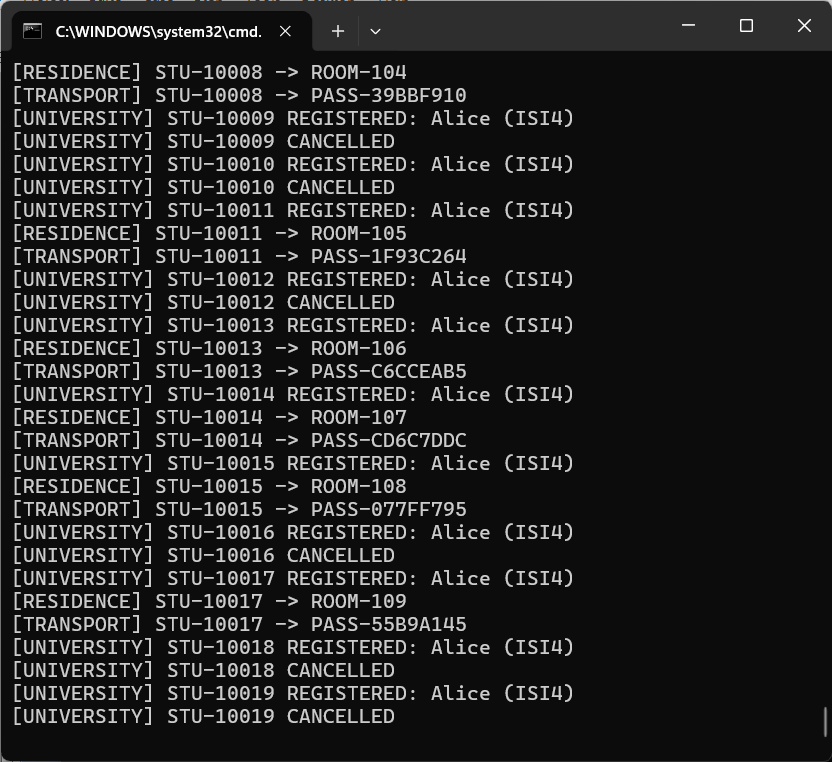 C:\WINDOWS\system32\cmd.
[RESIDENCE] STU-10008 -> ROOM-104
[TRANSPORT] STU-10008 -> PASS-39BBF910
[UNIVERSITY] STU-10009 REGISTERED: Alice (ISI4)
[UNIVERSITY] STU-10009 CANCELLED
[UNIVERSITY] STU-10010 REGISTERED: Alice (ISI4)
[UNIVERSITY] STU-10010 CANCELLED
[UNIVERSITY] STU-10011 REGISTERED: Alice (ISI4)
[RESIDENCE] STU-10011 -> ROOM-105
[TRANSPORT] STU-10011 -> PASS-1F93C264
[UNIVERSITY] STU-10012 REGISTERED: Alice (ISI4)
[UNIVERSITY] STU-10012 CANCELLED
[UNIVERSITY] STU-10013 REGISTERED: Alice (ISI4)
[RESIDENCE] STU-10013 -> ROOM-106
[TRANSPORT] STU-10013 -> PASS-C6CCEAB5
[UNIVERSITY] STU-10014 REGISTERED: Alice (ISI4)
[RESIDENCE] STU-10014 -> ROOM-107
[TRANSPORT] STU-10014 -> PASS-CD6C7DDC
[UNIVERSITY] STU-10015 REGISTERED: Alice (ISI4)
[RESIDENCE] STU-10015 -> ROOM-108
[TRANSPORT] STU-10015 -> PASS-077FF795
[UNIVERSITY] STU-10016 REGISTERED: Alice (ISI4)
[UNIVERSITY] STU-10016 CANCELLED
[UNIVERSITY] STU-10017 REGISTERED: Alice (ISI4)
[RESIDENCE] STU-10017 -> ROOM-109
[TRANSPORT] STU-10017 -> PASS-55B9A145
[UNIVERSITY] STU-10018 REGISTERED: Alice (ISI4)
[UNIVERSITY] STU-10018 CANCELLED
[UNIVERSITY] STU-10019 REGISTERED: Alice (ISI4)
[UNIVERSITY] STU-10019 CANCELLED